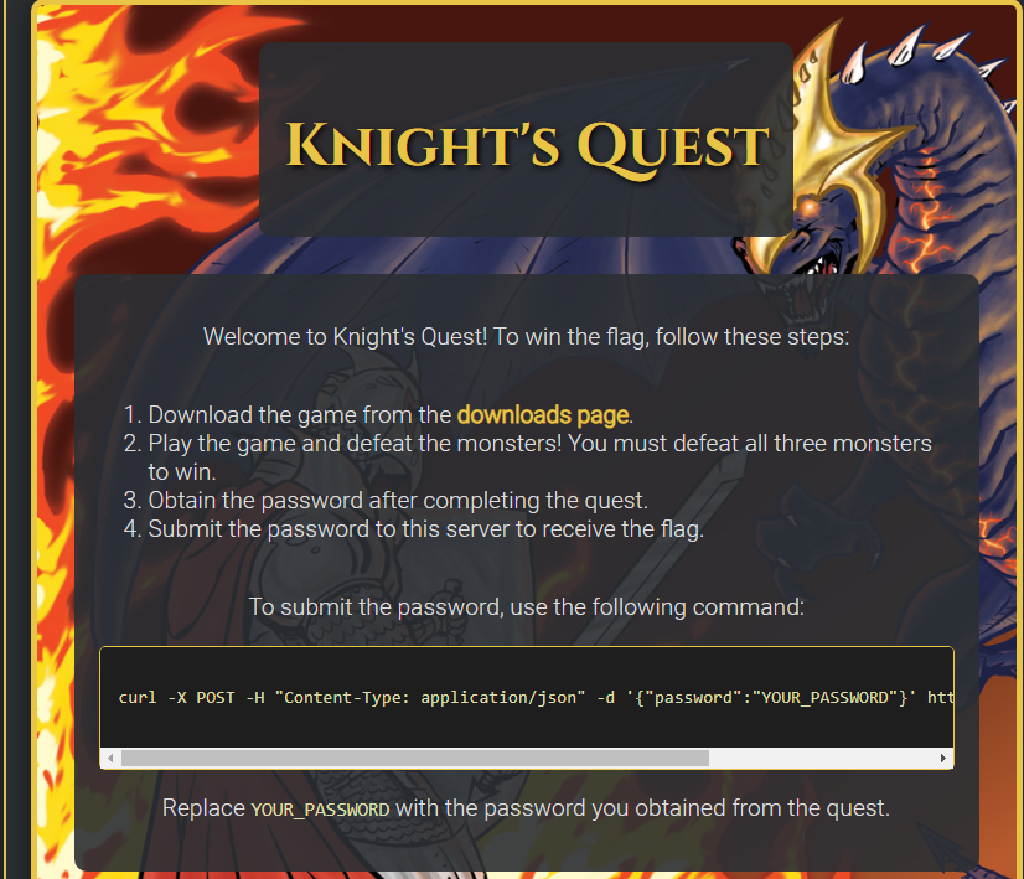 Knight's Quest
Welcome to Knight's Quest! To win the flag, follow these steps:
1. Download the game from the downloads page.
2. Play the game and defeat the monsters! You must defeat all three monsters
to win.
3. Obtain the password after completing the quest.
4. Submit the password to this server to receive the flag.
To submit the password, use the following command:
curl -X POST -H "Content-Type: application/json" -d '{"password":"YOUR_PASSWORD"}' htt
Replace YOUR_PASSWORD with the password you obtained from the quest.